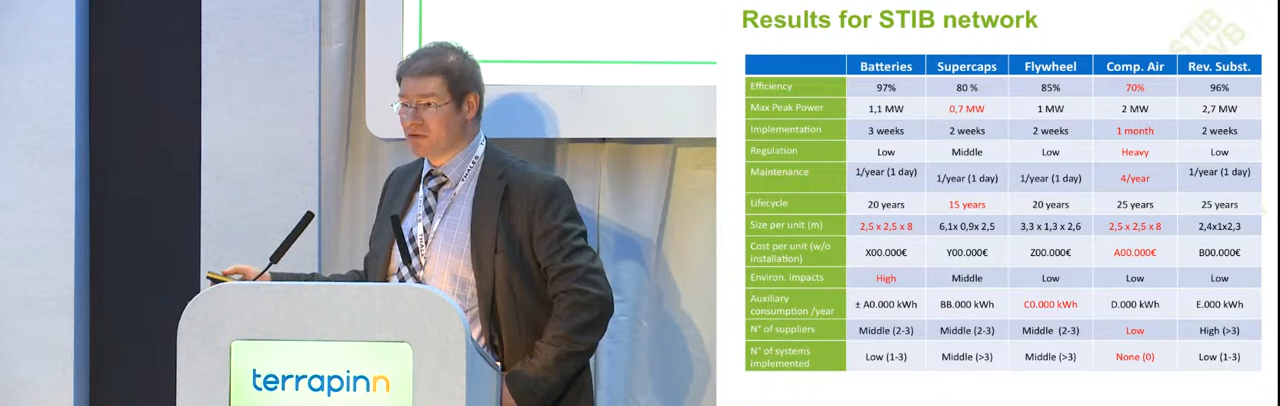 Results for STIB network
STIB
Batteries Supercaps Flywheel Comp. Air Rev. Subst.
Efficiency 97% 80 % 85% 70% 96%
Max Peak Power 1,1 MW 0,7 MW 1 MW 2 MW 2,7 MW
Implementation 3 weeks 2 weeks 2 weeks 1 month 2 weeks
Regulation Low Middle Low Heavy Low
Maintenance 1/year (1 day) 1/year (1 day) 1/year (1 day) 4/year 1/year (1 day)
Lifecycle 20 years 15 years 20 years 25 years 25 years
Size per unit (m) 2,5 x 2,5 x 8 6,1x 0,9x 2,5 3,3 x 1,3 x 2,6 2,5 x 2,5 x 8 2,4x1x2,3
Cost per unit (w/o
installation) X00.000€ Y00.000€ Z00.000€ A00.000€ B00.000€
Environ. impacts High Middle Low Low Low
Auxiliary
consumption /year ± A0.000 kWh BB.000 kWh C0.000 kWh D.000 kWh E.000 kWh
N° of suppliers Middle (2-3) Middle (2-3) Middle (2-3) Low High (>3)
N° of systems
implemented Low (1-3) Middle (>3) Middle (>3) None (0) Low (1-3)
THALES
terrapinn